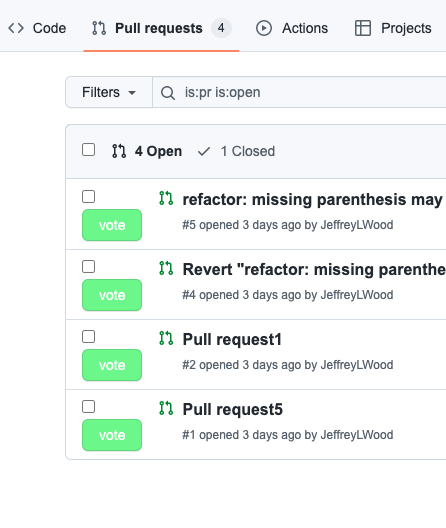 Code Pull requests 4 Actions Projects
Filters is:pr is:open
4 Open 1 Closed
refactor: missing parenthesis may
vote
#5 opened 3 days ago by JeffreyLWood
Revert "refactor: missing parenthe
vote
#4 opened 3 days ago by JeffreyLWood
Pull request1
vote
#2 opened 3 days ago by JeffreyLWood
Pull request5
vote
#1 opened 3 days ago by JeffreyLWood